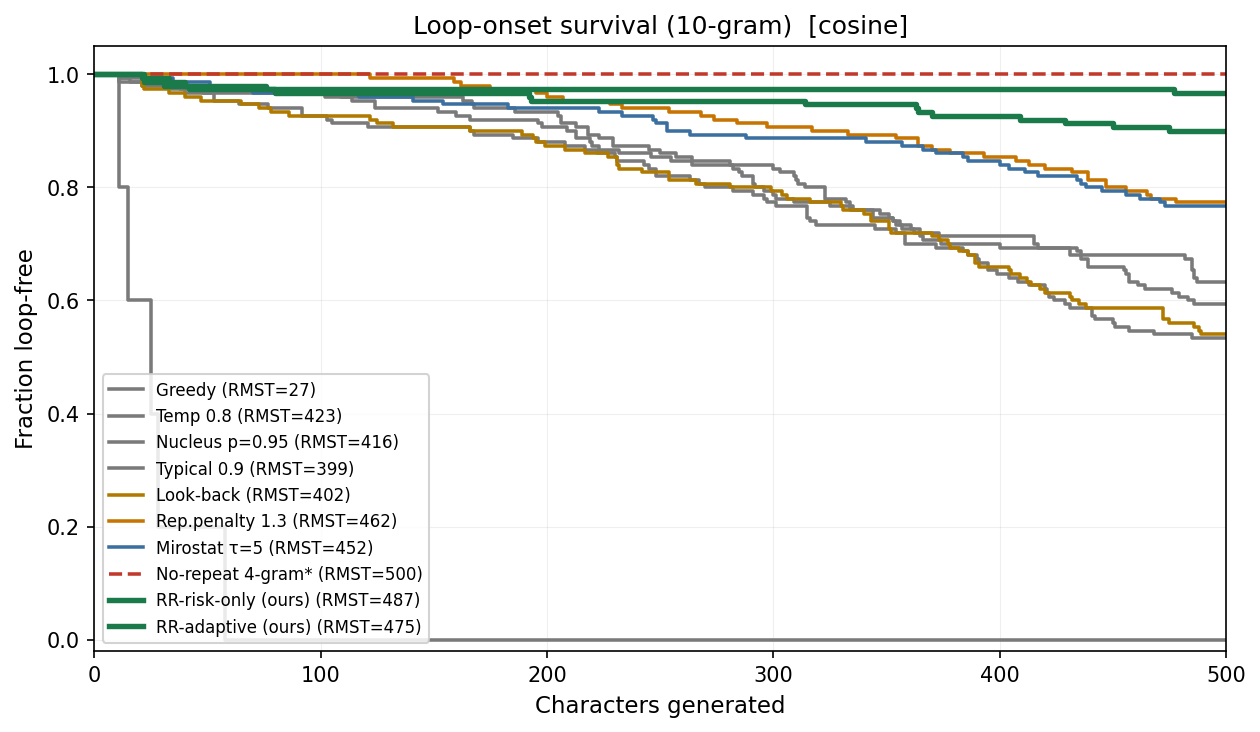 Loop-onset survival (10-gram)  [cosine]
Fraction loop-free
1.0
0.8
0.6
0.4
0.2
0.0
Greedy (RMST=27)
Temp 0.8 (RMST=423)
Nucleus p=0.95 (RMST=416)
Typical 0.9 (RMST=399)
Look-back (RMST=402)
Rep.penalty 1.3 (RMST=462)
Mirostat τ=5 (RMST=452)
No-repeat 4-gram* (RMST=500)
RR-risk-only (ours) (RMST=487)
RR-adaptive (ours) (RMST=475)
0 100 200 300 400 500
Characters generated